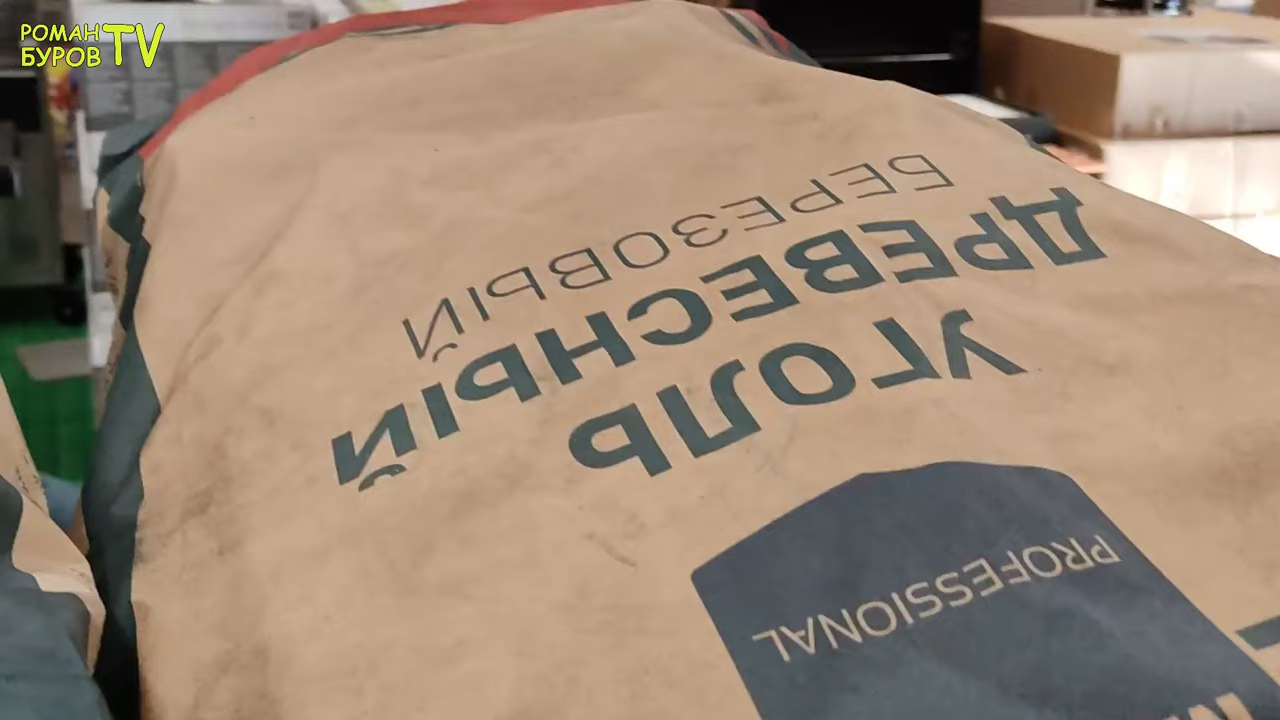 РОМАН
БУРОВ TV
PROFESSIONAL
УГОЛЬ
ДРЕВЕСНЫЙ
БЕРЕЗОВЫЙ